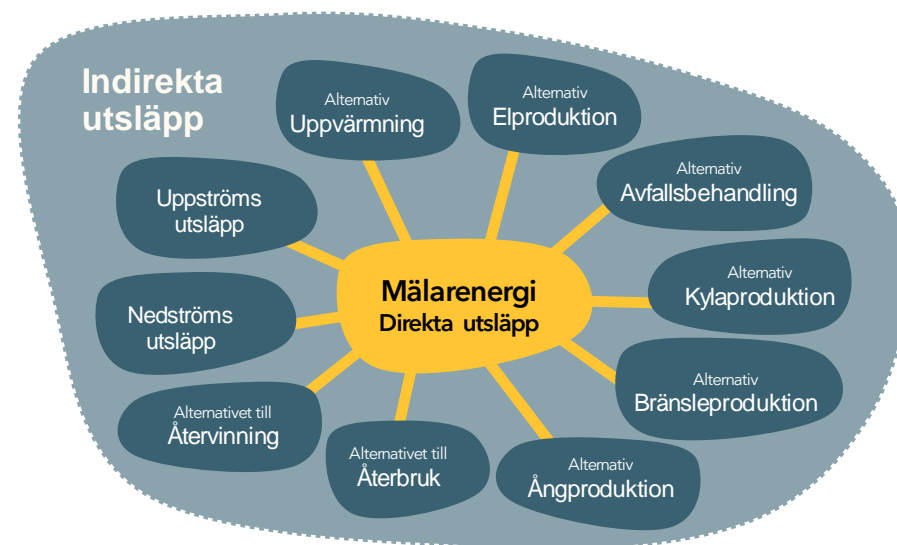 Indirekta
utsläpp
Alternativ
Uppvärmning
Alternativ
Elproduktion
Alternativ
Avfallsbehandling
Uppströms
utsläpp
Alternativ
Kylaproduktion
Mälarenergi
Direkta utsläpp
Nedströms
utsläpp
Alternativ
Bränsleproduktion
Alternativet till
Återvinning
Alternativet till
Återbruk
Alternativ
Ångproduktion